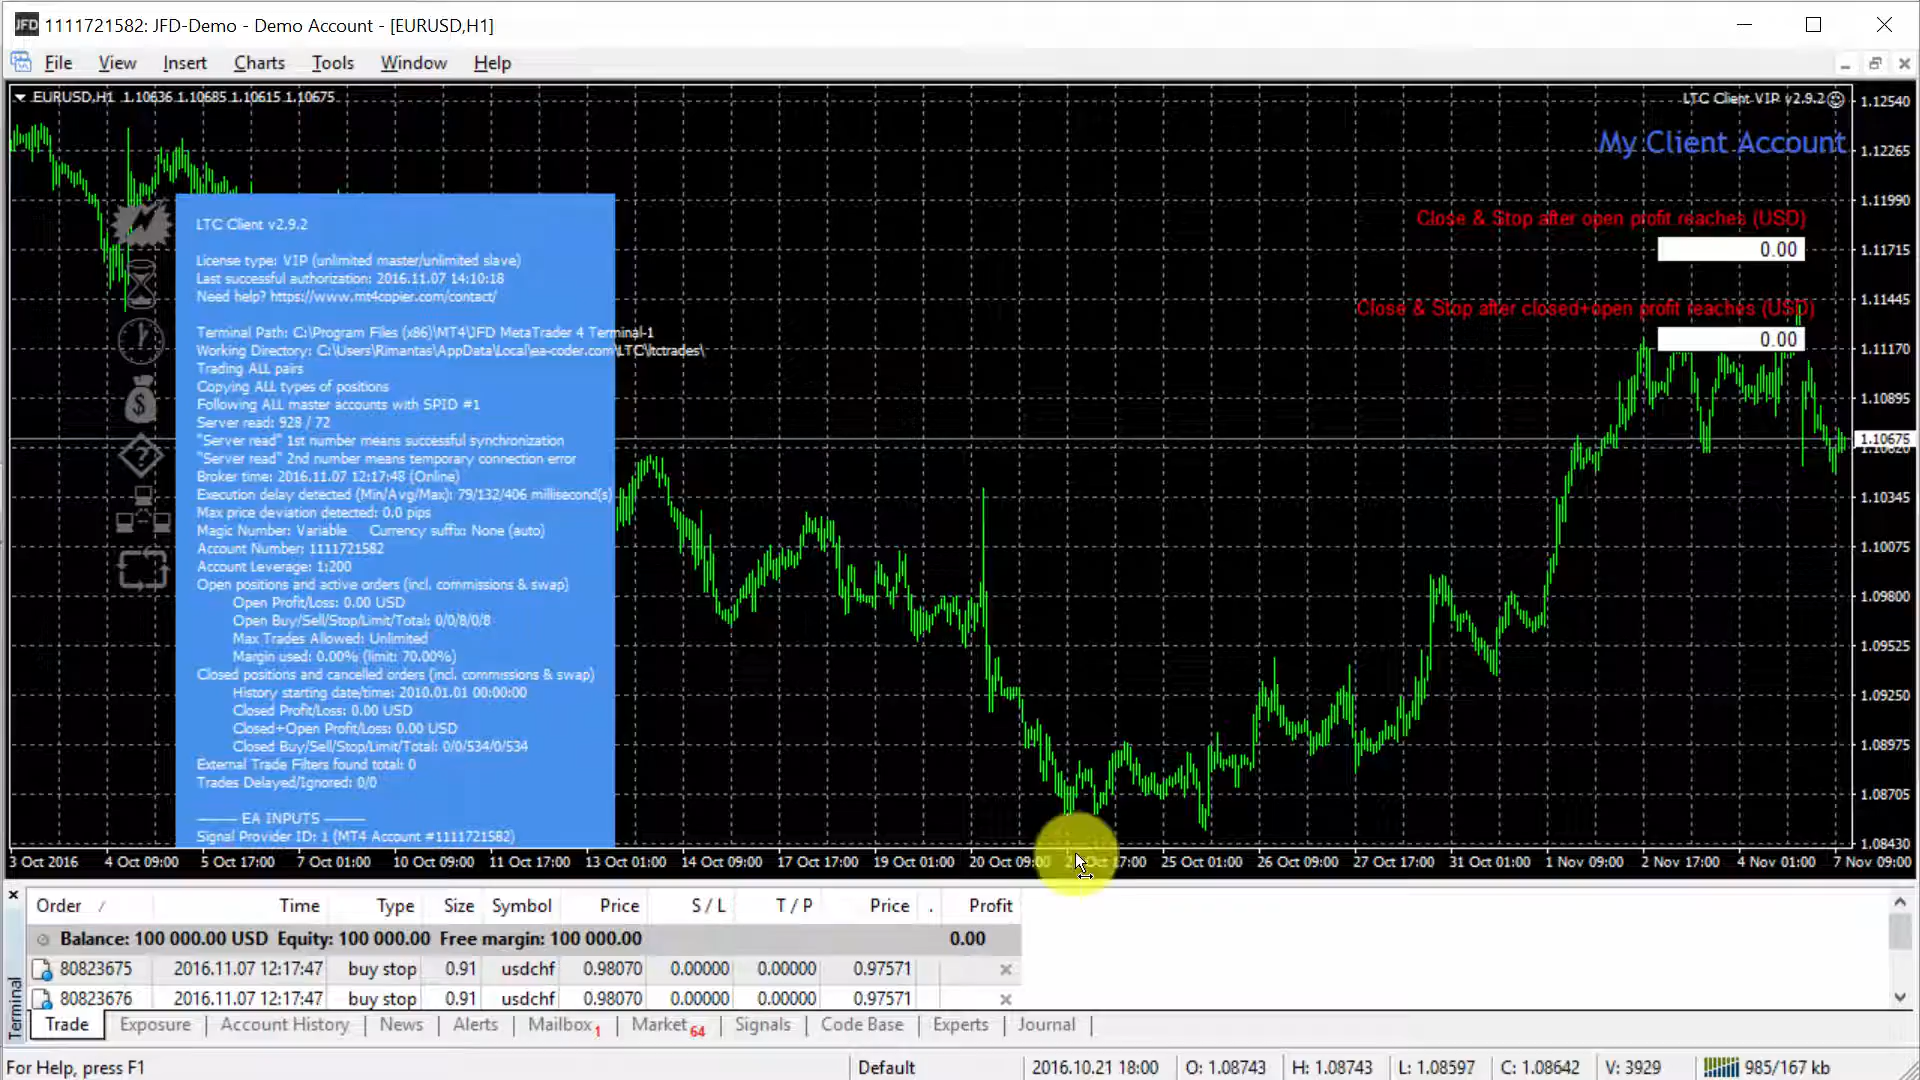 JFD 1111721582: JFD-Demo - Demo Account - [EURUSD,H1]
File View Insert Charts Tools Window Help
EURUSD,H1 1.10636 1.10685 1.10615 1.10675
LTC Client VIP v2.9.2
My Client Account
Close & Stop after open profit reaches (USD)
0.00
Close & Stop after closed+open profit reaches (USD)
0.00
1.12540
1.12265
1.11990
1.11715
1.11445
1.11170
1.10895
1.10675
1.10345
1.10075
1.09800
1.09525
1.09250
1.08975
1.08705
1.08430
LTC Client v2.9.2
License type: VIP (unlimited master/unlimited slave)
Last successful authorization: 2016.11.07 14:10:18
Need help? https://www.mt4copier.com/contact/
Terminal Path: C:\Program Files (x86)\MT4\JFD MetaTrader 4 Terminal-1
Working Directory: C:\Users\Rimantas\AppData\Local\ea-coder.com\LTC\ltctrades\
Trading ALL pairs
Copying ALL types of positions
Following ALL master accounts with SPID #1
Server read: 928 / 72
"Server read" 1st number means successful synchronization
"Server read" 2nd number means temporary connection error
Broker time: 2016.11.07 12:17:48 (Online)
Execution delay detected (Min/Avg/Max): 79/132/406 millisecond(s)
Max price deviation detected: 0.0 pips
Magic Number: Variable Currency suffix: None (auto)
Account Number: 1111721582
Account Leverage: 1:200
Open positions and active orders (incl. commissions & swap)
Open Profit/Loss: 0.00 USD
Open Buy/Sell/Stop/Limit/Total: 0/0/8/0/8
Max Trades Allowed: Unlimited
Margin used: 0.00% (limit: 70.00%)
Closed positions and cancelled orders (incl. commissions & swap)
History starting date/time: 2010.01.01 00:00:00
Closed Profit/Loss: 0.00 USD
Closed+Open Profit/Loss: 0.00 USD
Closed Buy/Sell/Stop/Limit/Total: 0/0/534/0/534
External Trade Filters found total: 0
Trades Delayed/Ignored: 0/0
——— EA INPUTS ———
Signal Provider ID: 1 (MT4 Account #1111721582)
3 Oct 2016 4 Oct 09:00 5 Oct 17:00 7 Oct 01:00 10 Oct 09:00 11 Oct 17:00 13 Oct 01:00 14 Oct 09:00 17 Oct 17:00 19 Oct 01:00 20 Oct 09:00 Oct 17:00 25 Oct 01:00 26 Oct 09:00 27 Oct 17:00 31 Oct 01:00 1 Nov 09:00 2 Nov 17:00 4 Nov 01:00 7 Nov 09:00
Order / Time Type Size Symbol Price S / L T / P Price . Profit
Balance: 100 000.00 USD Equity: 100 000.00 Free margin: 100 000.00 0.00
80823675 2016.11.07 12:17:47 buy stop 0.91 usdchf 0.98070 0.00000 0.00000 0.97571
80823676 2016.11.07 12:17:47 buy stop 0.91 usdchf 0.98070 0.00000 0.00000 0.97571
Terminal
Trade Exposure Account History News Alerts Mailbox 1 Market 64 Signals Code Base Experts Journal
For Help, press F1 Default 2016.10.21 18:00 O: 1.08743 H: 1.08743 L: 1.08597 C: 1.08642 V: 3929 985/167 kb